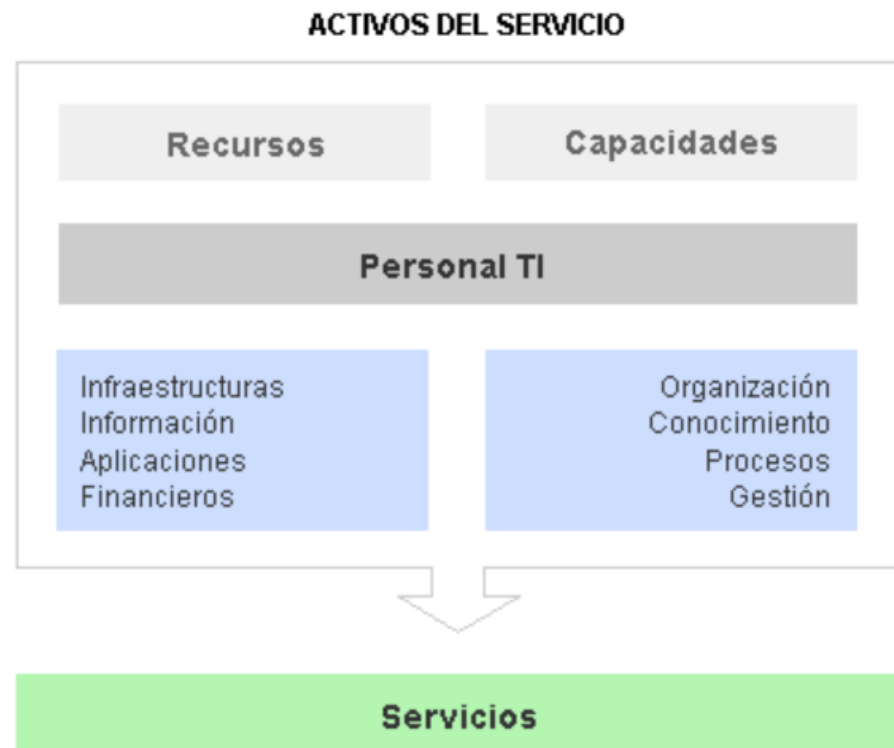 ACTIVOS DEL SERVICIO
Recursos
Capacidades
Personal TI
Infraestructuras
Información
Aplicaciones
Financieros
Organización
Conocimiento
Procesos
Gestión
Servicios